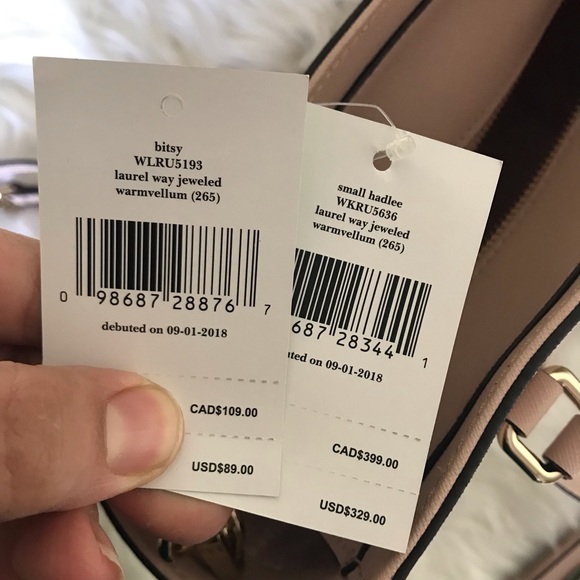 bitsy
WLRU5193
laurel way jeweled
warmvellum (265)
0 98687 28876 7
debuted on 09-01-2018
CAD$109.00
USD$89.00
small hadlee
WKRU5636
laurel way jeweled
warmvellum (265)
687 28344 1
on 09-01-2018
CAD$399.00
USD$329.00